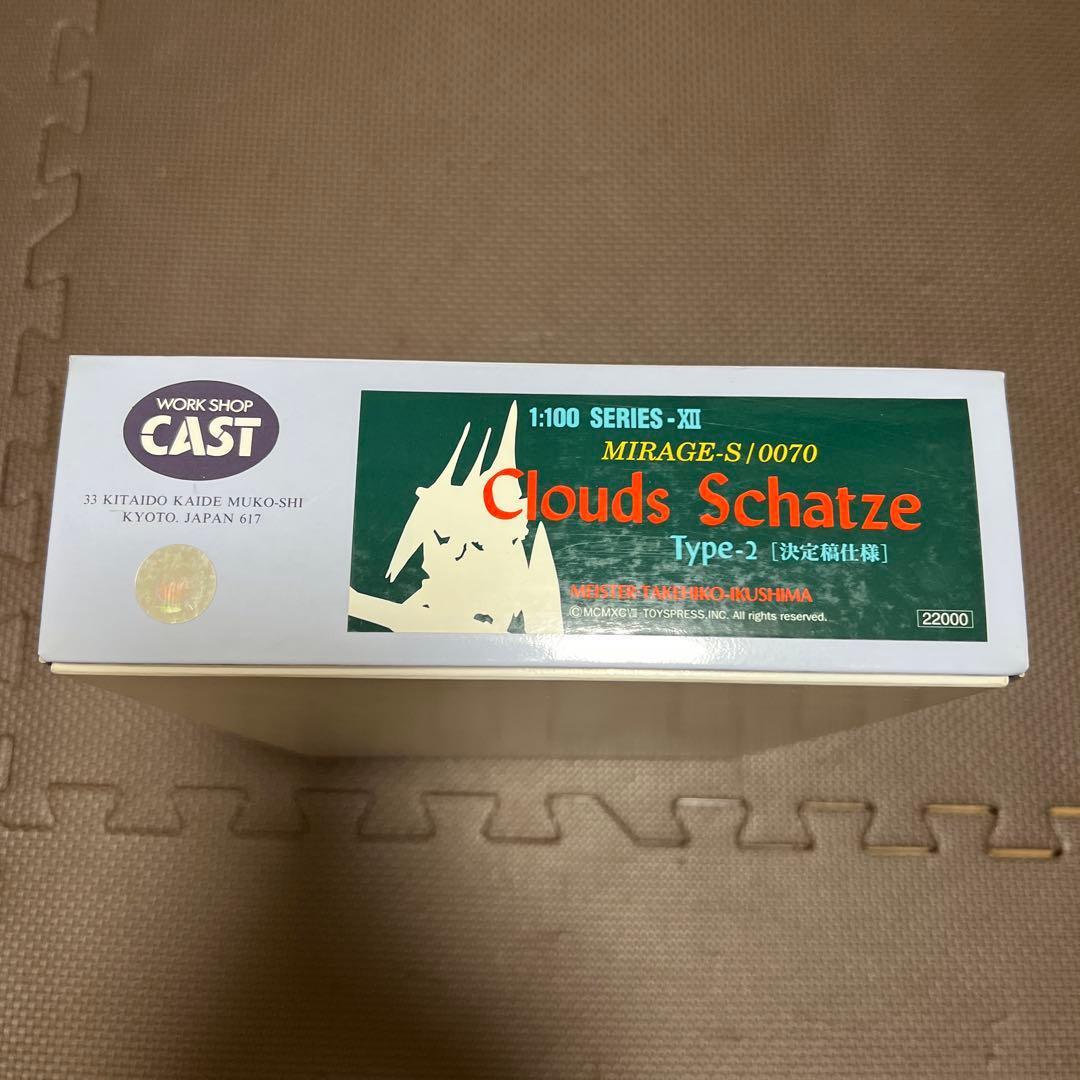 WORK SHOP
CAST
33 KITAIDO KAIDE MUKO-SHI
KYOTO. JAPAN 617
1:100 SERIES-XII
MIRAGE-S/0070
Clouds Schatze
Type-2 [決定稿仕様]
MEISTER:TAKEHIKO-IKUSHIMA
©MCMXCVII TOYSPRESS.INC. All rights reserved.
22000